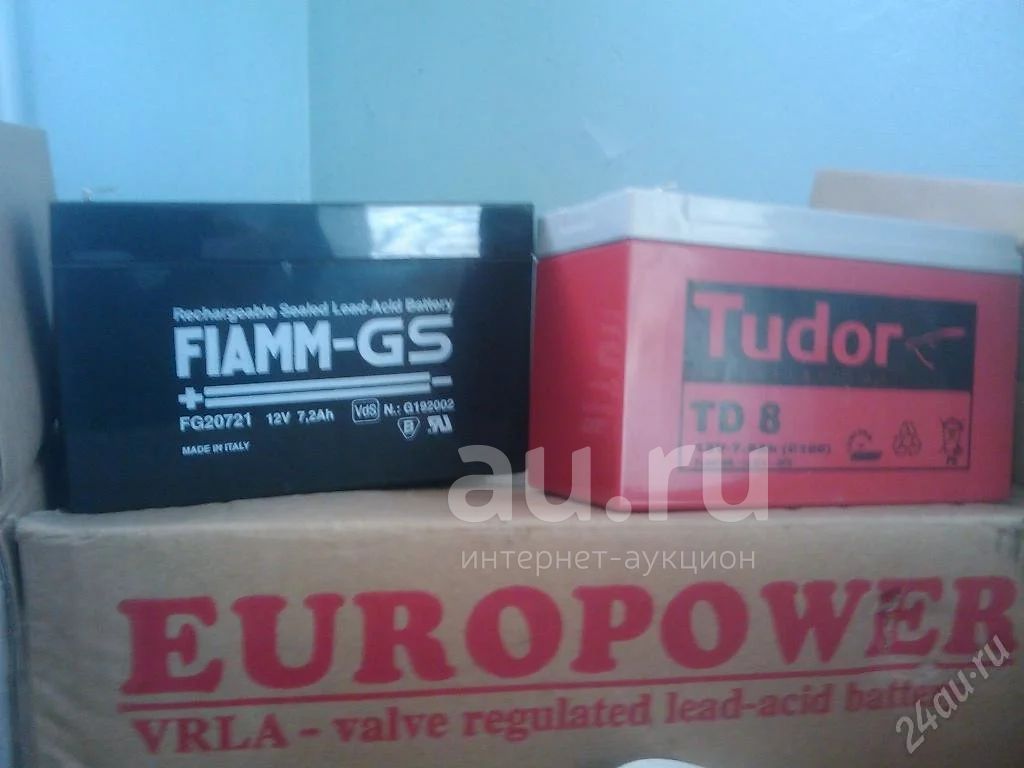 Rechargeable Sealed Lead-Acid Battery
FIAMM-GS
+ -
FG20721 12V 7,2Ah VdS N.: G192002
MADE IN ITALY
Tudor
TD 8
au.ru
интернет-аукцион
EUROPOWER
VRLA - valve regulated lead-acid batter
24au.ru